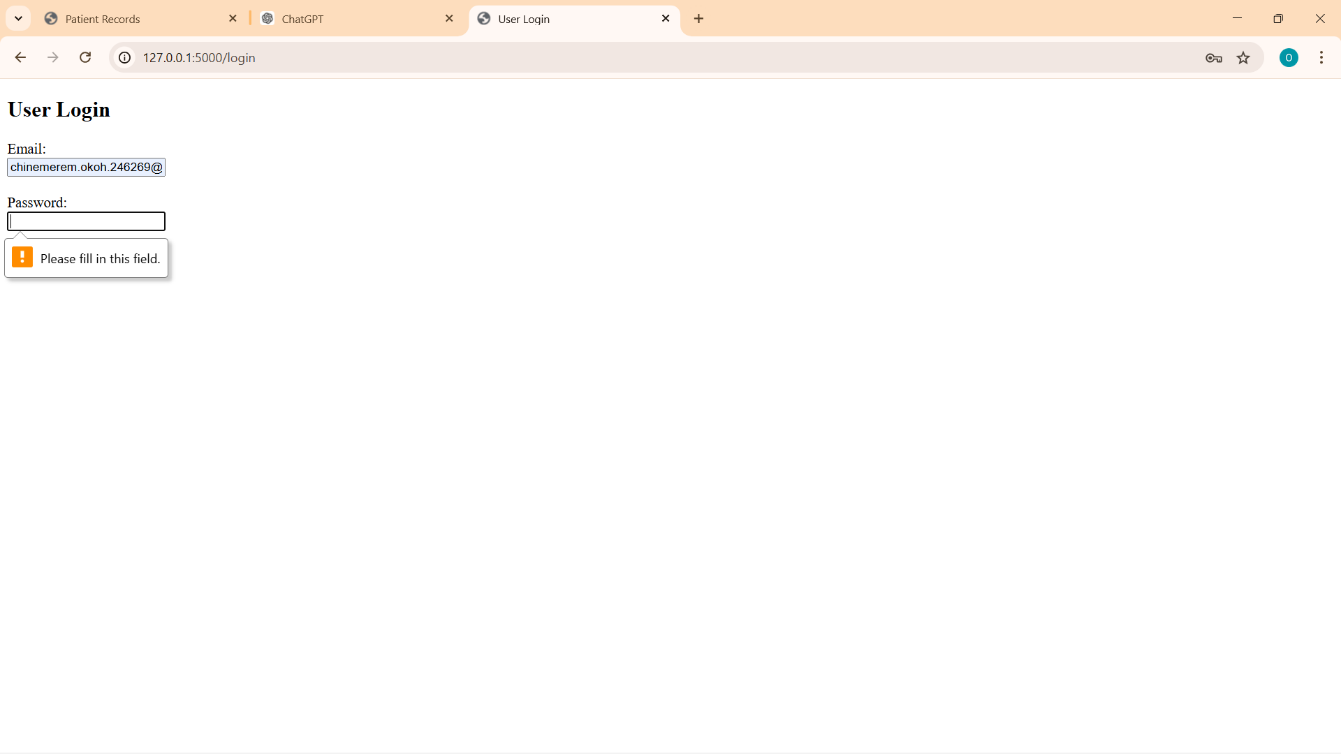 Patient Records
ChatGPT
User Login
127.0.0.1:5000/login
O
User Login
Email:
chinemerem.okoh.246269@
Password:
! Please fill in this field.